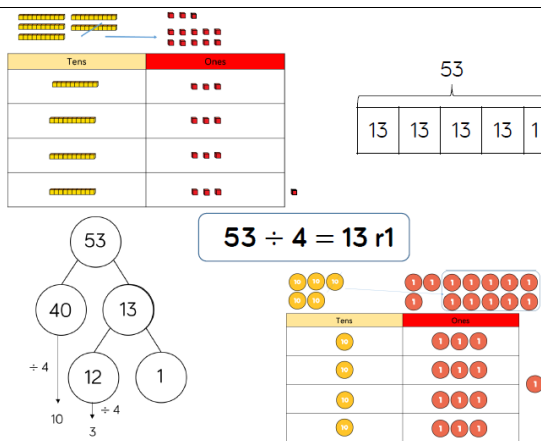 Tens Ones
53
13 13 13 13 1
53 ÷ 4 = 13 r1
53
40 13
÷ 4
12 1
÷ 4
10
3
10 10 10 1 1 1 1 1 1 1
10 10 1 1 1 1 1 1
Tens Ones
10 1 1 1
10 1 1 1
1
10 1 1 1
10 1 1 1